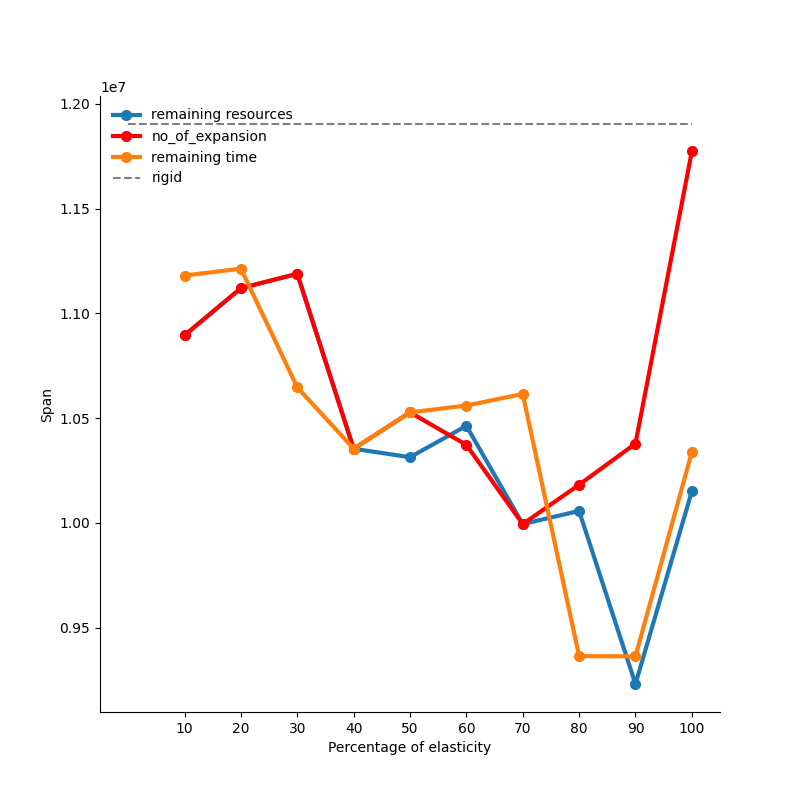 1e7
1.20
1.15
1.10
1.05
1.00
0.95
Span
remaining resources
no_of_expansion
remaining time
rigid
10 20 30 40 50 60 70 80 90 100
Percentage of elasticity